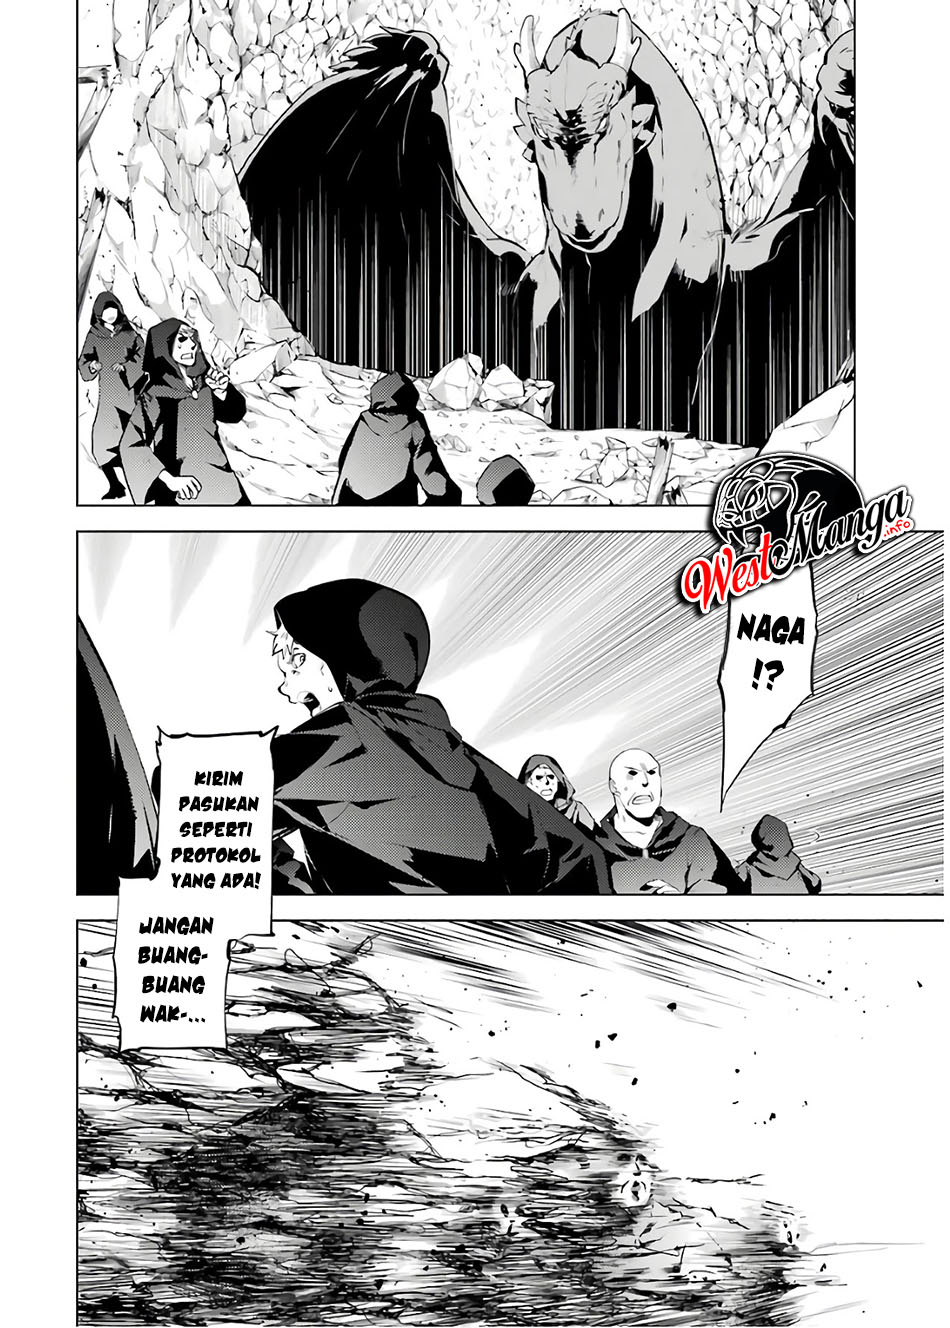 WestManga
.info
NAGA
!?
KIRIM
PASUKAN
SEPERTI
PROTOKOL
YANG ADA!
JANGAN
BUANG-
BUANG
WAK-...